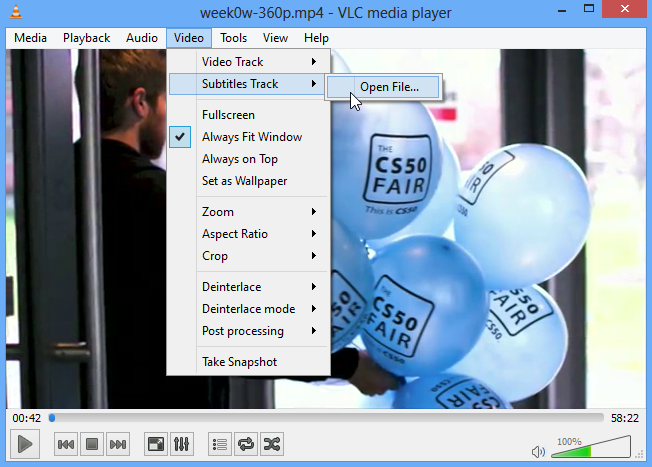 week0w-360p.mp4 - VLC media player
Media Playback Audio Video Tools View Help
Video Track
Subtitles Track
Open File...
Fullscreen
Always Fit Window
Always on Top
Set as Wallpaper
Zoom
Aspect Ratio
Crop
Deinterlace
Deinterlace mode
Post processing
Take Snapshot
THE
CS50
FAIR
This is CS50
CS50
FAIR
THE
CS50
FAIR
CS50
FAIR
00:42 58:22
100%